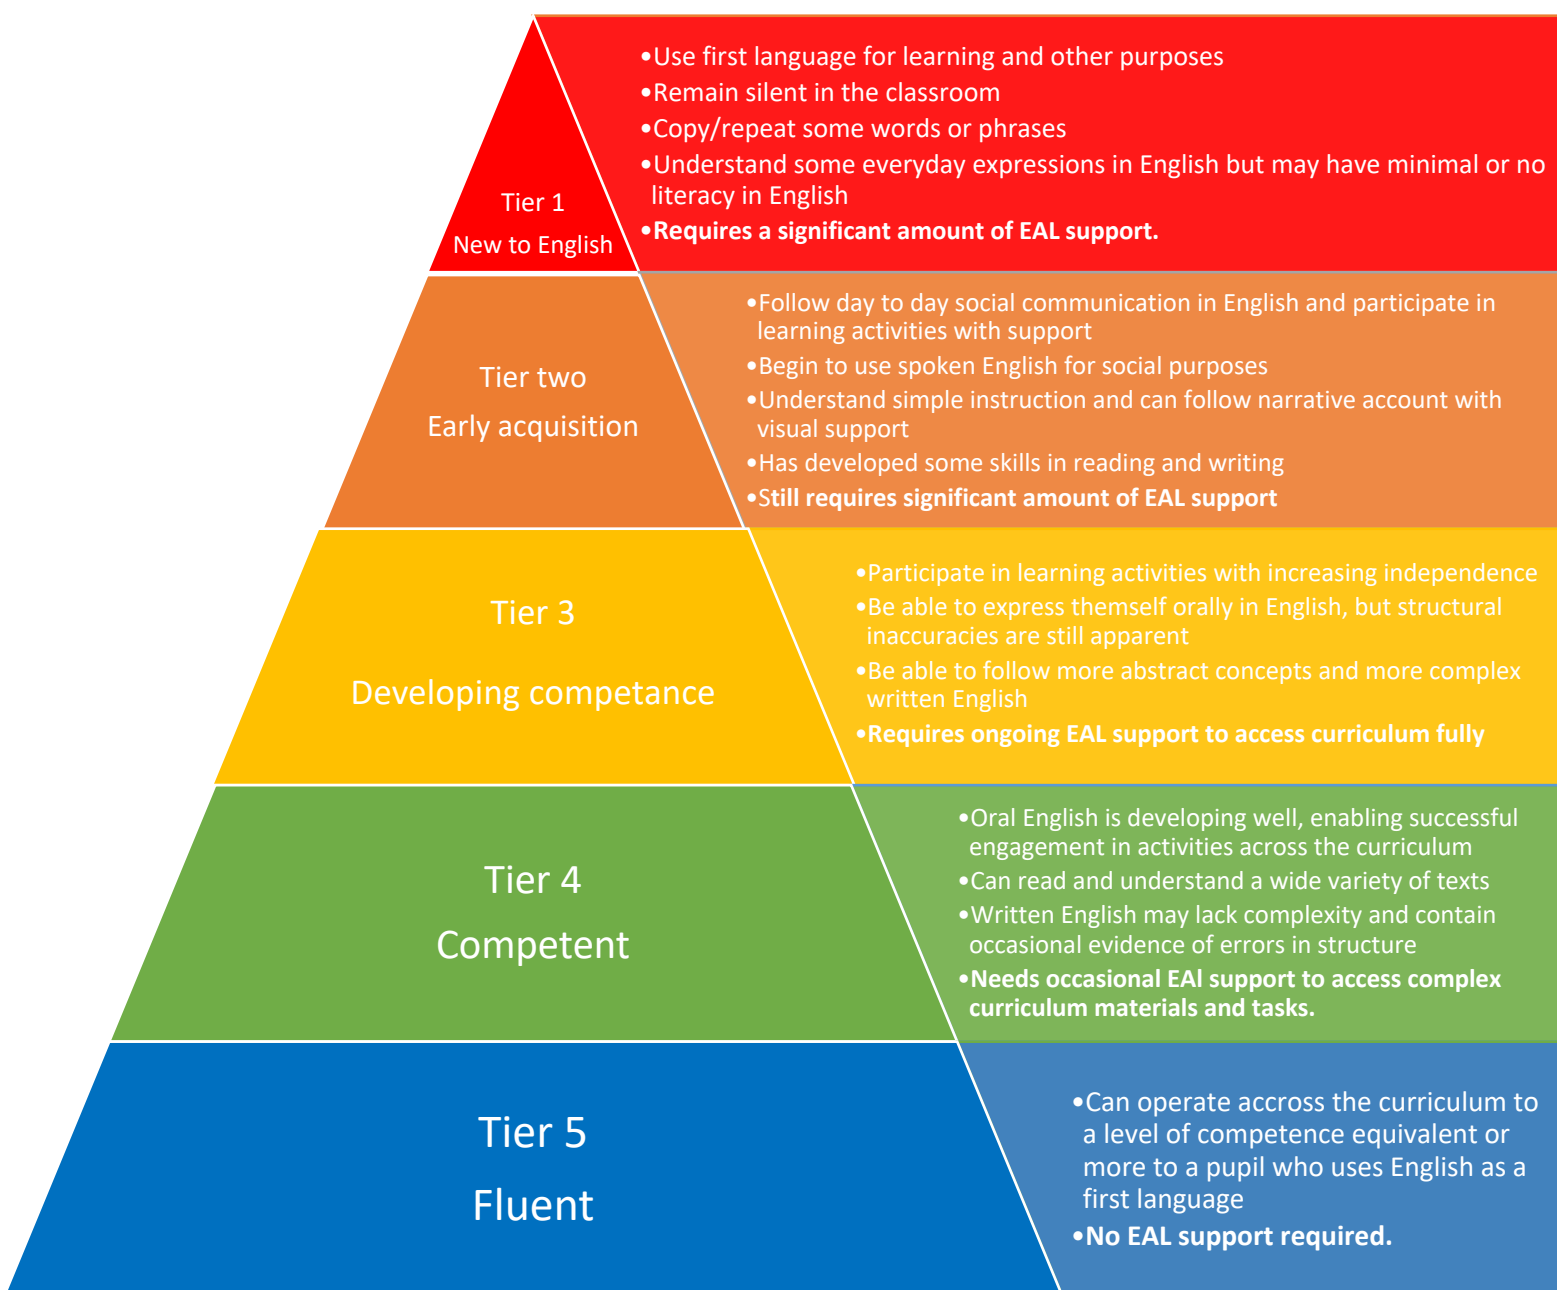 Tier 1
New to English
•Use first language for learning and other purposes
•Remain silent in the classroom
•Copy/repeat some words or phrases
•Understand some everyday expressions in English but may have minimal or no
literacy in English
•Requires a significant amount of EAL support.
Tier two
Early acquisition
•Follow day to day social communication in English and participate in
learning activities with support
•Begin to use spoken English for social purposes
•Understand simple instruction and can follow narrative account with
visual support
•Has developed some skills in reading and writing
•Still requires significant amount of EAL support
Tier 3
Developing competance
•Participate in learning activities with increasing independence
•Be able to express themself orally in English, but structural
inaccuracies are still apparent
•Be able to follow more abstract concepts and more complex
written English
•Requires ongoing EAL support to access curriculum fully
Tier 4
Competent
•Oral English is developing well, enabling successful
engagement in activities across the curriculum
•Can read and understand a wide variety of texts
•Written English may lack complexity and contain
occasional evidence of errors in structure
•Needs occasional EAl support to access complex
curriculum materials and tasks.
Tier 5
Fluent
•Can operate accross the curriculum to
a level of competence equivalent or
more to a pupil who uses English as a
first language
•No EAL support required.